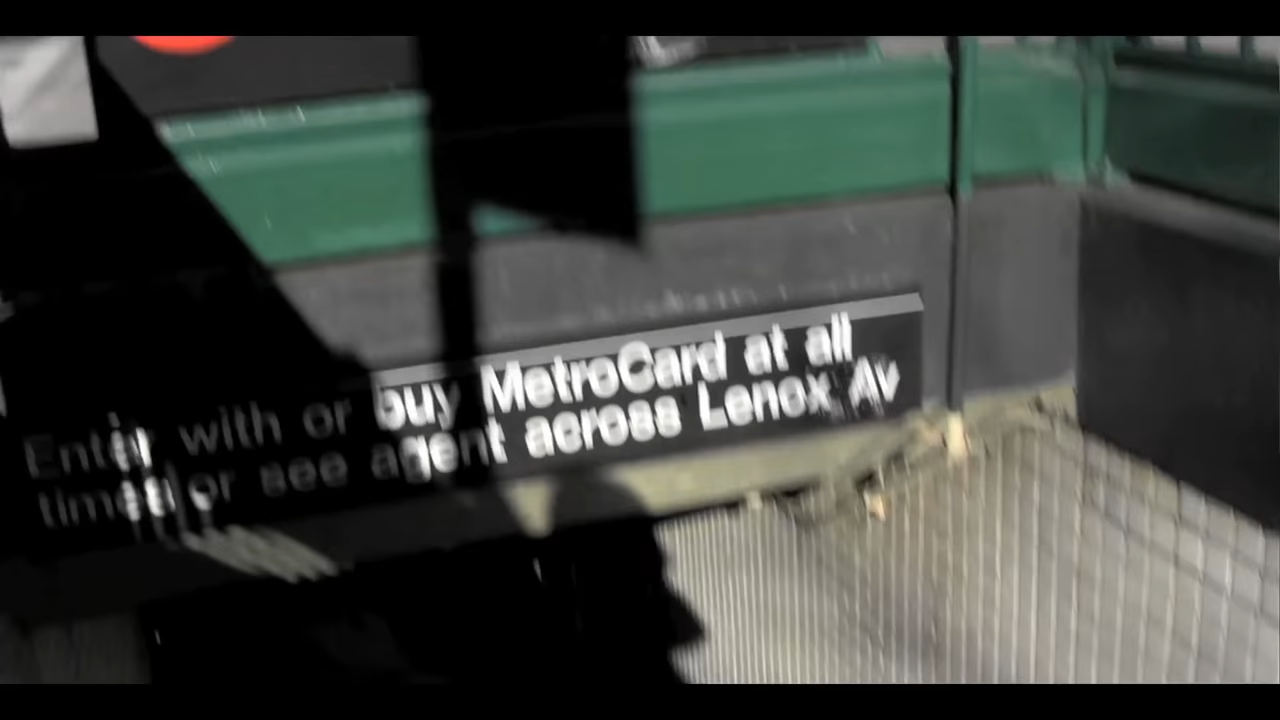 Enter with or buy MetroCard at all
times or see agent across Lenox Av